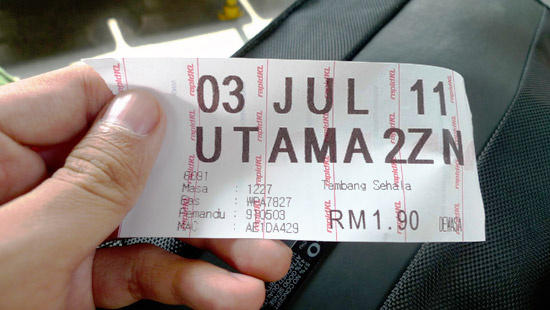 03 JUL 11
UTAMA 2ZN
6091
Masa : 1227 Tambang Sehala
Bas : WPA7827
Pemandu : 910503 RM1.90 DEWASA
MAC : AE1DA429
rapidKL